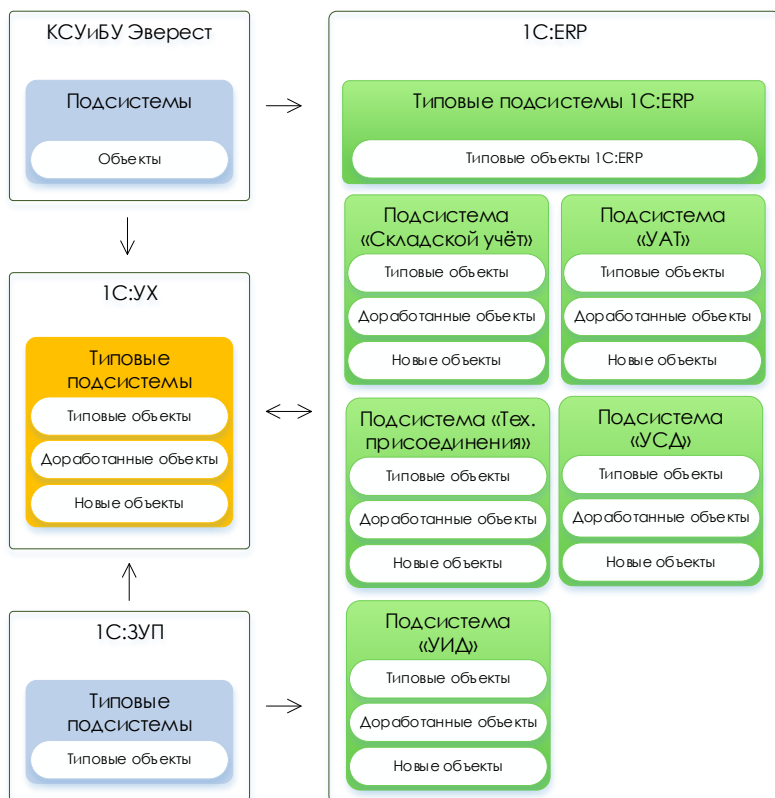 КСУиБУ Эверест
Подсистемы
Объекты
1С:УХ
Типовые
подсистемы
Типовые объекты
Доработанные объекты
Новые объекты
1С:ЗУП
Типовые
подсистемы
Типовые объекты
1С:ERP
Типовые подсистемы 1С:ERP
Типовые объекты 1С:ERP
Подсистема
«Складской учёт»
Типовые объекты
Доработанные объекты
Новые объекты
Подсистема
«УАТ»
Типовые объекты
Доработанные объекты
Новые объекты
Подсистема «Тех.
присоединения»
Типовые объекты
Доработанные объекты
Новые объекты
Подсистема
«УСД»
Типовые объекты
Доработанные объекты
Новые объекты
Подсистема
«УИД»
Типовые объекты
Доработанные объекты
Новые объекты